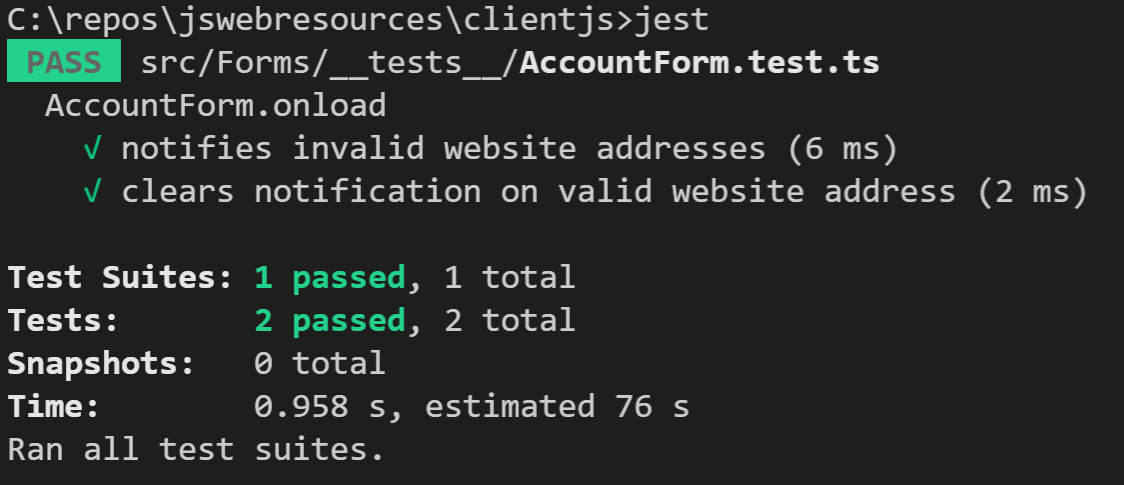 C:\repos\jswebresources\clientjs>jest
PASS src/Forms/__tests__/AccountForm.test.ts
AccountForm.onload
√ notifies invalid website addresses (6 ms)
√ clears notification on valid website address (2 ms)
Test Suites: 1 passed, 1 total
Tests: 2 passed, 2 total
Snapshots: 0 total
Time: 0.958 s, estimated 76 s
Ran all test suites.